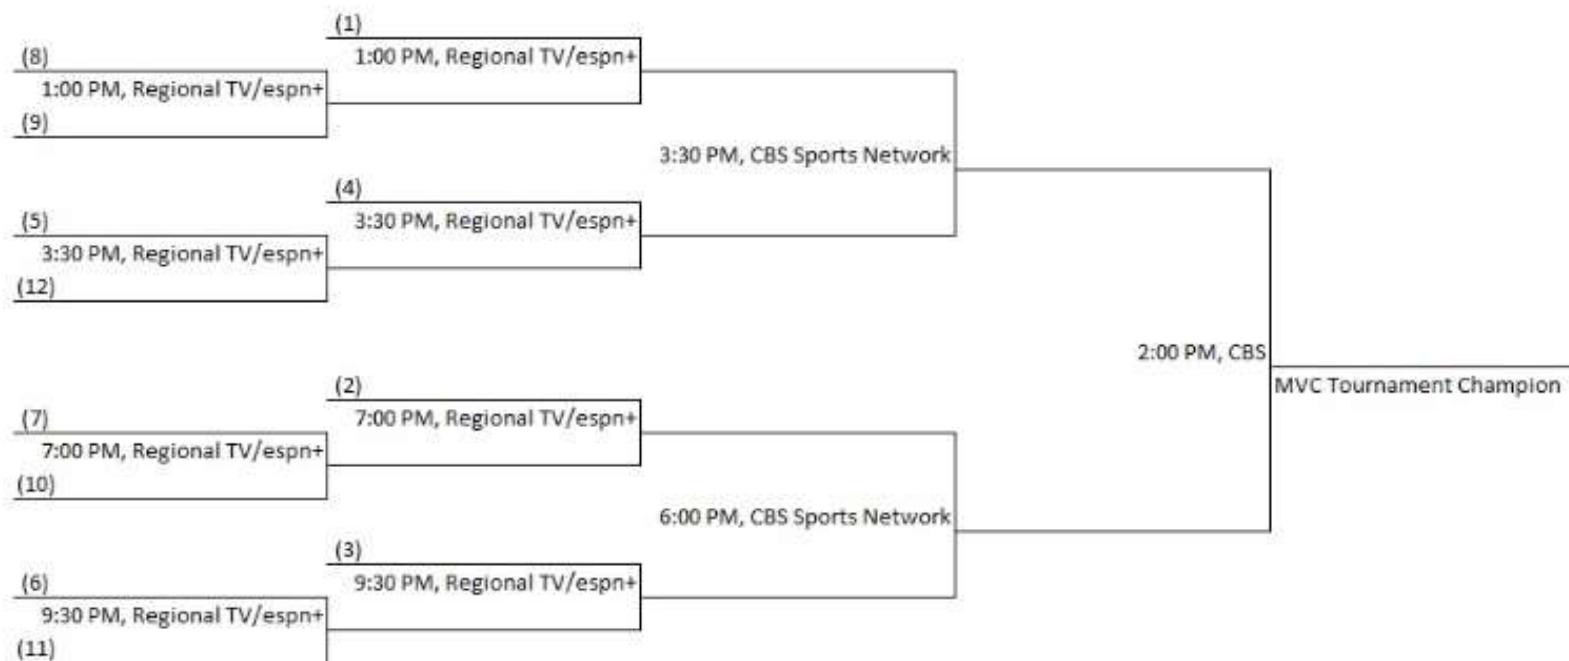 (1)
1:00 PM, Regional TV/espn+
(8)
1:00 PM, Regional TV/espn+
(9)
3:30 PM, CBS Sports Network
(4)
3:30 PM, Regional TV/espn+
(5)
3:30 PM, Regional TV/espn+
(12)
2:00 PM, CBS
MVC Tournament Champion
(2)
7:00 PM, Regional TV/espn+
(7)
7:00 PM, Regional TV/espn+
(10)
6:00 PM, CBS Sports Network
(3)
9:30 PM, Regional TV/espn+
(6)
9:30 PM, Regional TV/espn+
(11)